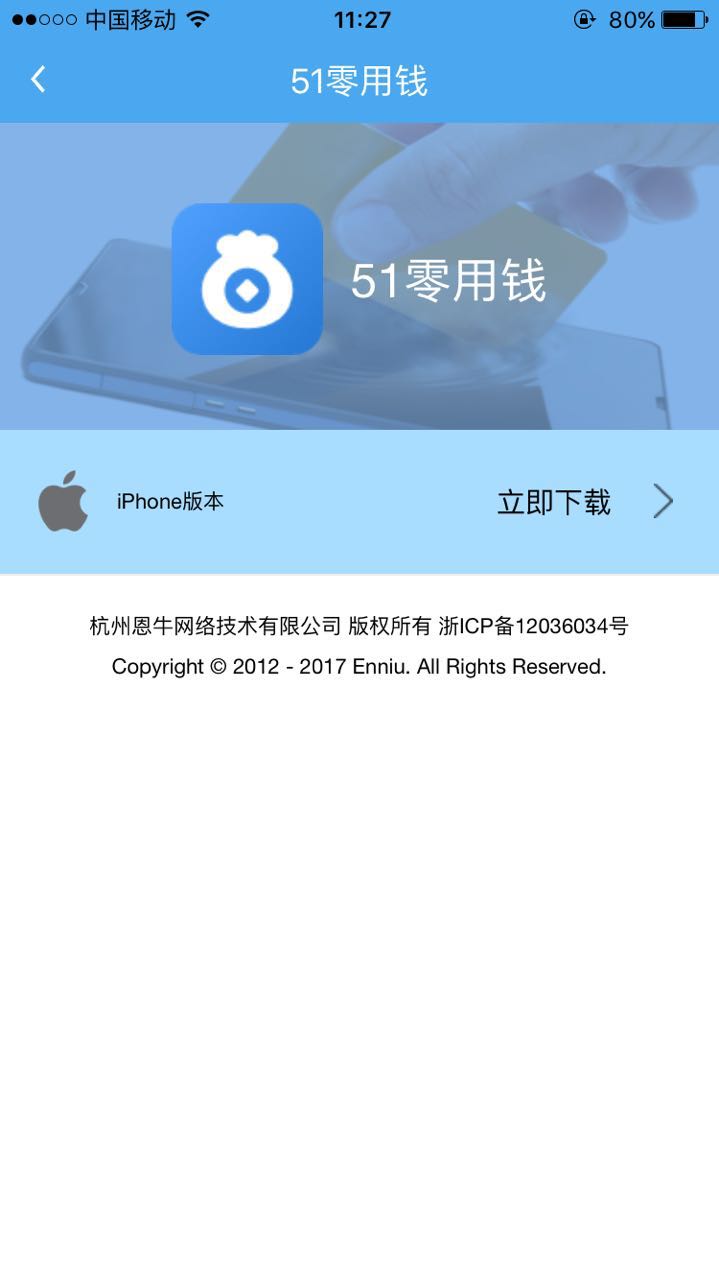 中国移动 11:27 80%
51零用钱
51零用钱
iPhone版本 立即下载
杭州恩牛网络技术有限公司 版权所有 浙ICP备12036034号
Copyright © 2012 - 2017 Enniu. All Rights Reserved.